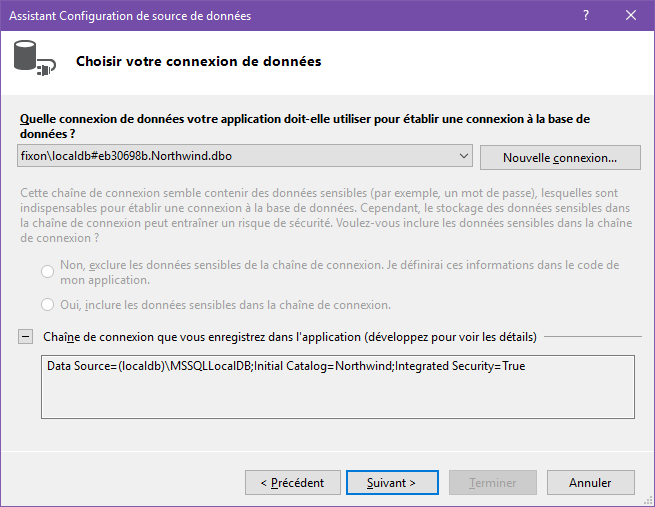 Assistant Configuration de source de données
?
Choisir votre connexion de données
Quelle connexion de données votre application doit-elle utiliser pour établir une connexion à la base de
données ?
fixon\localdb#eb30698b.Northwind.dbo
Nouvelle connexion...
Cette chaîne de connexion semble contenir des données sensibles (par exemple, un mot de passe), lesquelles sont
indispensables pour établir une connexion à la base de données. Cependant, le stockage des données sensibles dans
la chaîne de connexion peut entraîner un risque de sécurité. Voulez-vous inclure les données sensibles dans la chaîne
de connexion ?
Non, exclure les données sensibles de la chaîne de connexion. Je définirai ces informations dans le code de
mon application.
Oui, inclure les données sensibles dans la chaîne de connexion.
Chaîne de connexion que vous enregistrez dans l'application (développez pour voir les détails)
Data Source=(localdb)\MSSQLLocalDB;Initial Catalog=Northwind;Integrated Security=True
< Précédent
Suivant >
Terminer
Annuler